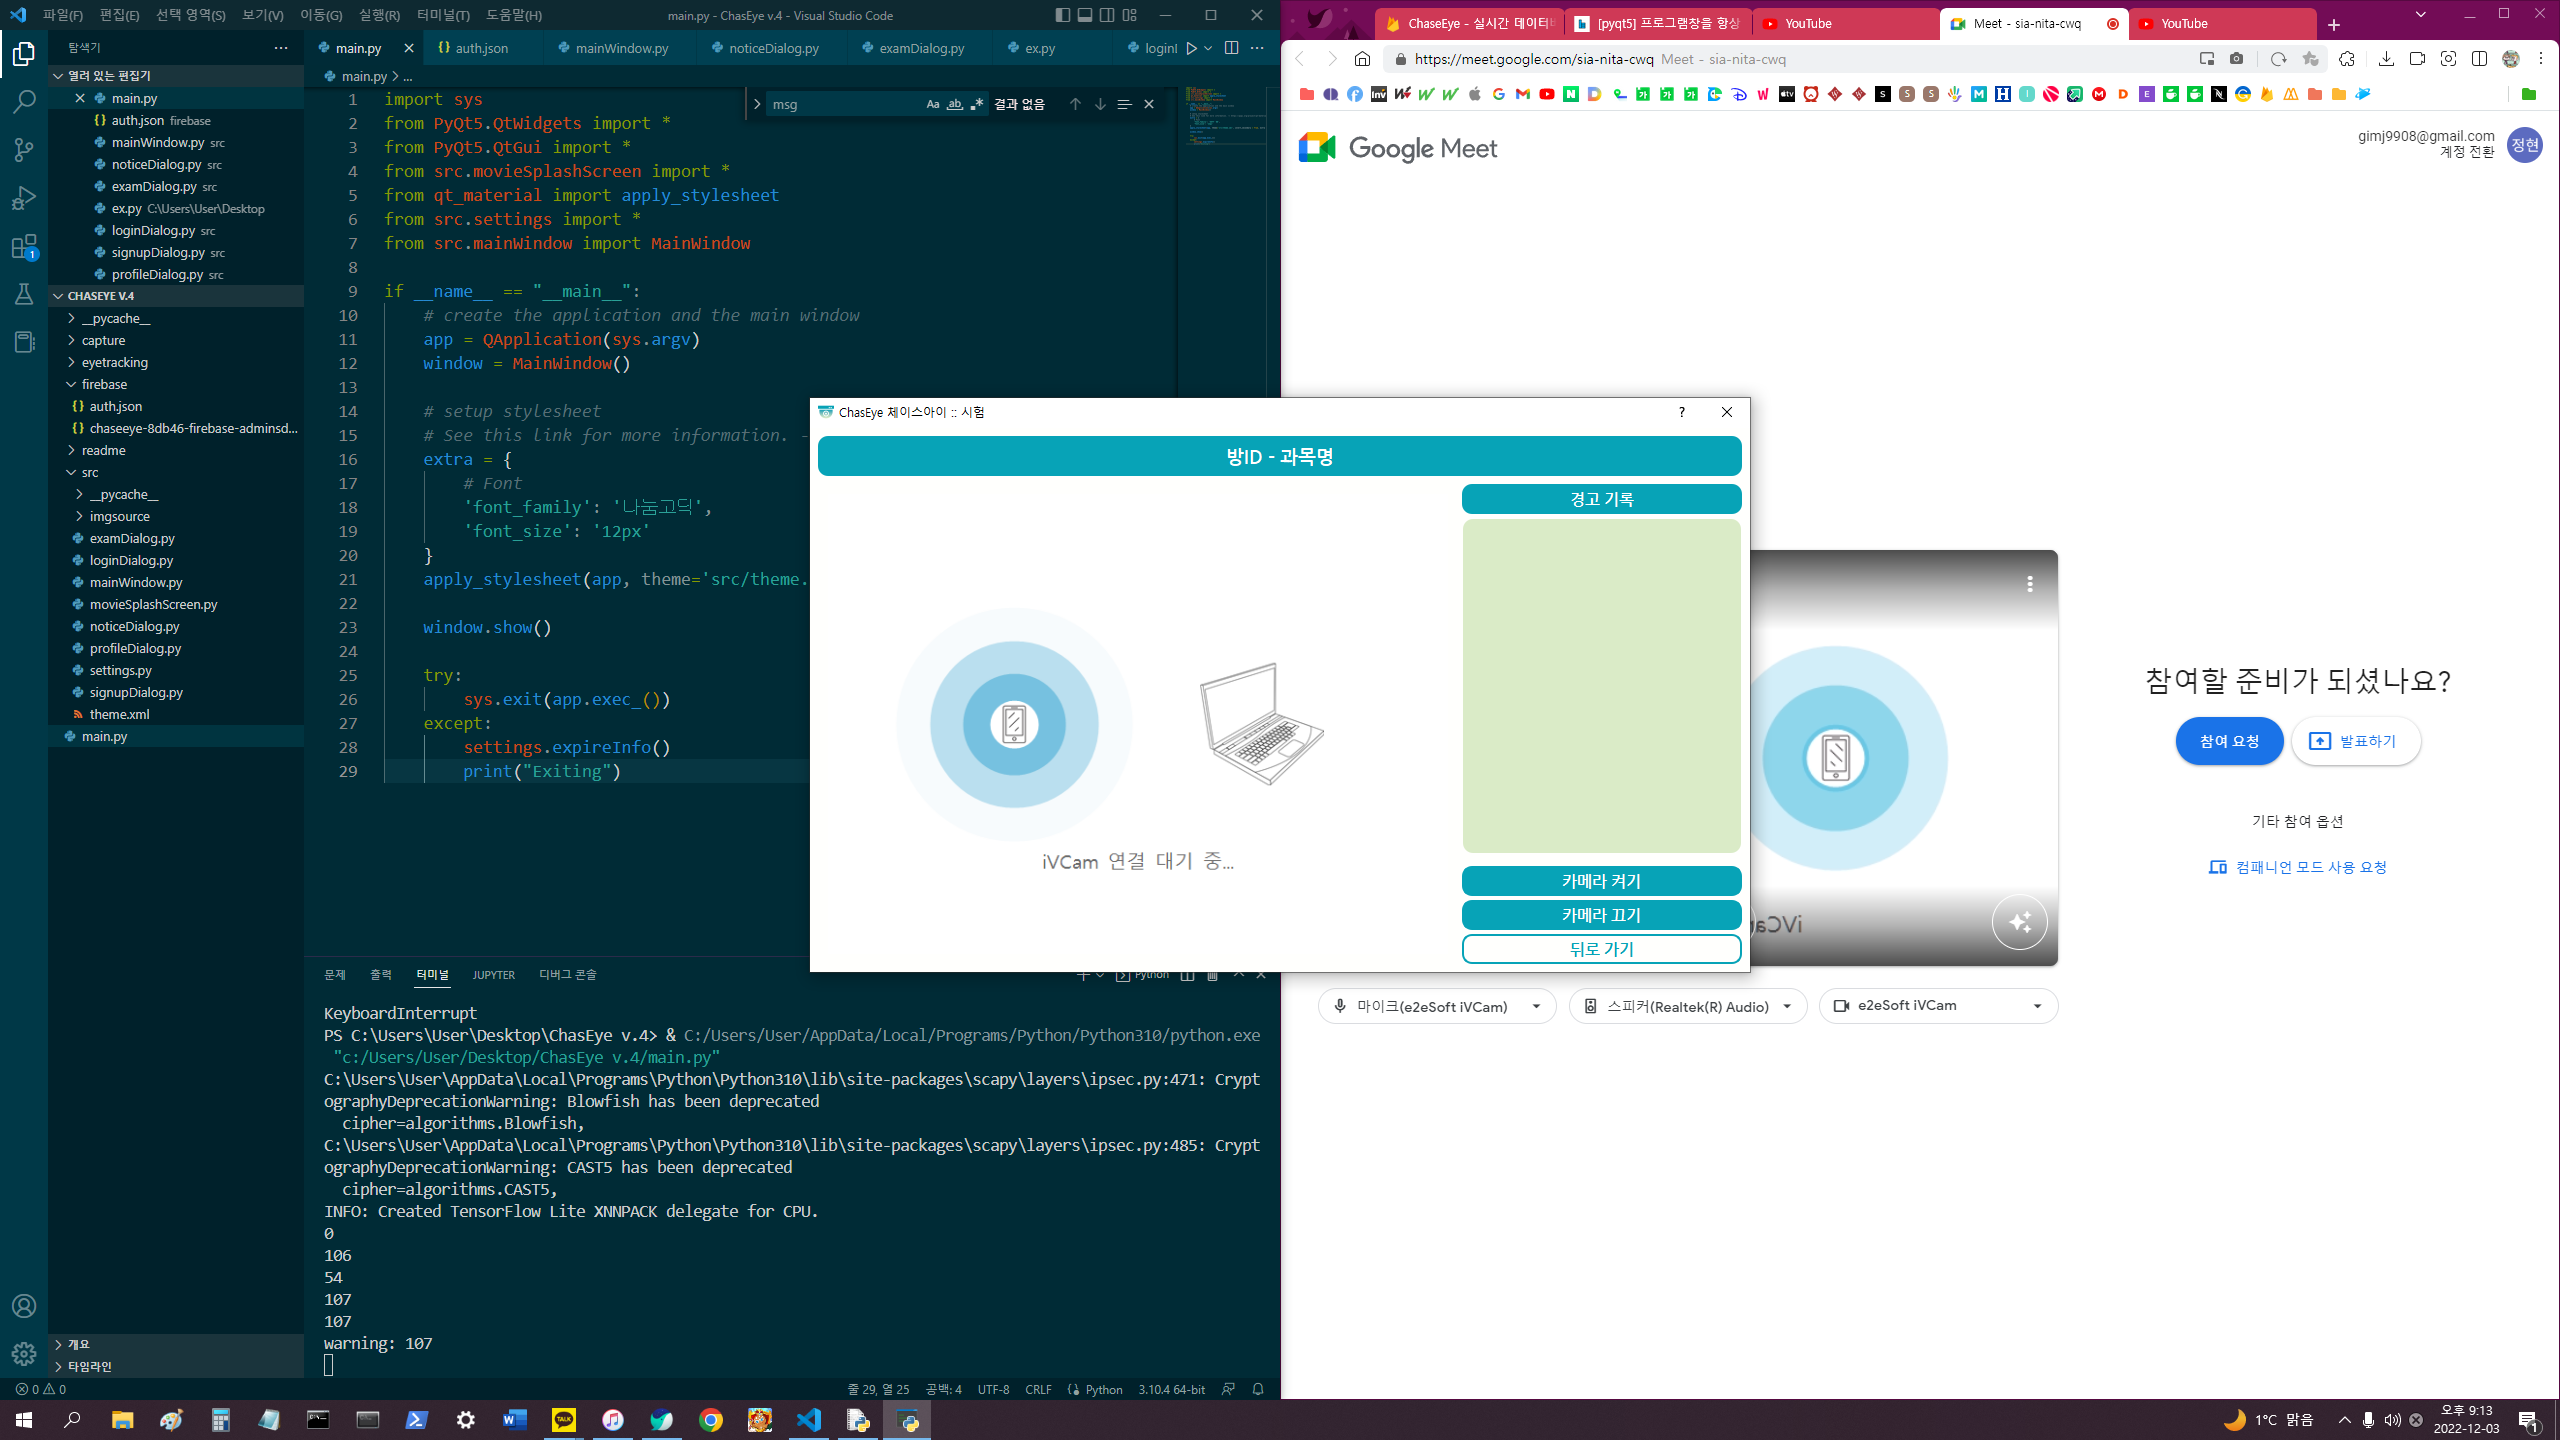 파일(F) 편집(E) 선택 영역(S) 보기(V) 이동(G) 실행(R) 터미널(T) 도움말(H)
main.py - ChasEye v.4 - Visual Studio Code
탐색기
열려 있는 편집기
main.py
auth.json firebase
mainWindow.py src
noticeDialog.py src
examDialog.py src
ex.py C:\Users\User\Desktop
loginDialog.py src
signupDialog.py src
profileDialog.py src
CHASEYE V.4
__pycache__
capture
eyetracking
firebase
auth.json
chaseeye-8db46-firebase-adminsd...
readme
src
__pycache__
imgsource
examDialog.py
loginDialog.py
mainWindow.py
movieSplashScreen.py
noticeDialog.py
profileDialog.py
settings.py
signupDialog.py
theme.xml
main.py
개요
타임라인
main.py auth.json mainWindow.py noticeDialog.py examDialog.py ex.py loginI
main.py > ...
msg
결과 없음
1 import sys
2 from PyQt5.QtWidgets import *
3 from PyQt5.QtGui import *
4 from src.movieSplashScreen import *
5 from qt_material import apply_stylesheet
6 from src.settings import *
7 from src.mainWindow import MainWindow
8
9 if __name__ == "__main__":
10 # create the application and the main window
11 app = QApplication(sys.argv)
12 window = MainWindow()
13
14 # setup stylesheet
15 # See this link for more information. -
16 extra = {
17 # Font
18 'font_family': '나눔고딕',
19 'font_size': '12px'
20 }
21 apply_stylesheet(app, theme='src/theme.
22
23 window.show()
24
25 try:
26 sys.exit(app.exec_())
27 except:
28 settings.expireInfo()
29 print("Exiting")
문제 출력 터미널 JUPYTER 디버그 콘솔
Python
KeyboardInterrupt
PS C:\Users\User\Desktop\ChasEye v.4> & C:/Users/User/AppData/Local/Programs/Python/Python310/python.exe
"c:/Users/User/Desktop/ChasEye v.4/main.py"
C:\Users\User\AppData\Local\Programs\Python\Python310\lib\site-packages\scapy\layers\ipsec.py:471: Crypt
ographyDeprecationWarning: Blowfish has been deprecated
cipher=algorithms.Blowfish,
C:\Users\User\AppData\Local\Programs\Python\Python310\lib\site-packages\scapy\layers\ipsec.py:485: Crypt
ographyDeprecationWarning: CAST5 has been deprecated
cipher=algorithms.CAST5,
INFO: Created TensorFlow Lite XNNPACK delegate for CPU.
0
106
54
107
107
warning: 107
0 0
줄 29, 열 25 공백: 4 UTF-8 CRLF Python 3.10.4 64-bit
ChasEye 체이스아이 :: 시험
방ID - 과목명
경고 기록
iVCam 연결 대기 중...
카메라 켜기
카메라 끄기
뒤로 가기
ChaseEye - 실시간 데이터 [pyqt5] 프로그램창을 항상 YouTube Meet - sia-nita-cwq YouTube
https://meet.google.com/sia-nita-cwq Meet - sia-nita-cwq
Google Meet
gimj9908@gmail.com
계정 전환
정현
참여할 준비가 되셨나요?
참여 요청 발표하기
기타 참여 옵션
컴패니언 모드 사용 요청
마이크(e2eSoft iVCam) 스피커(Realtek(R) Audio) e2eSoft iVCam
1°C 맑음
오후 9:13
2022-12-03
1